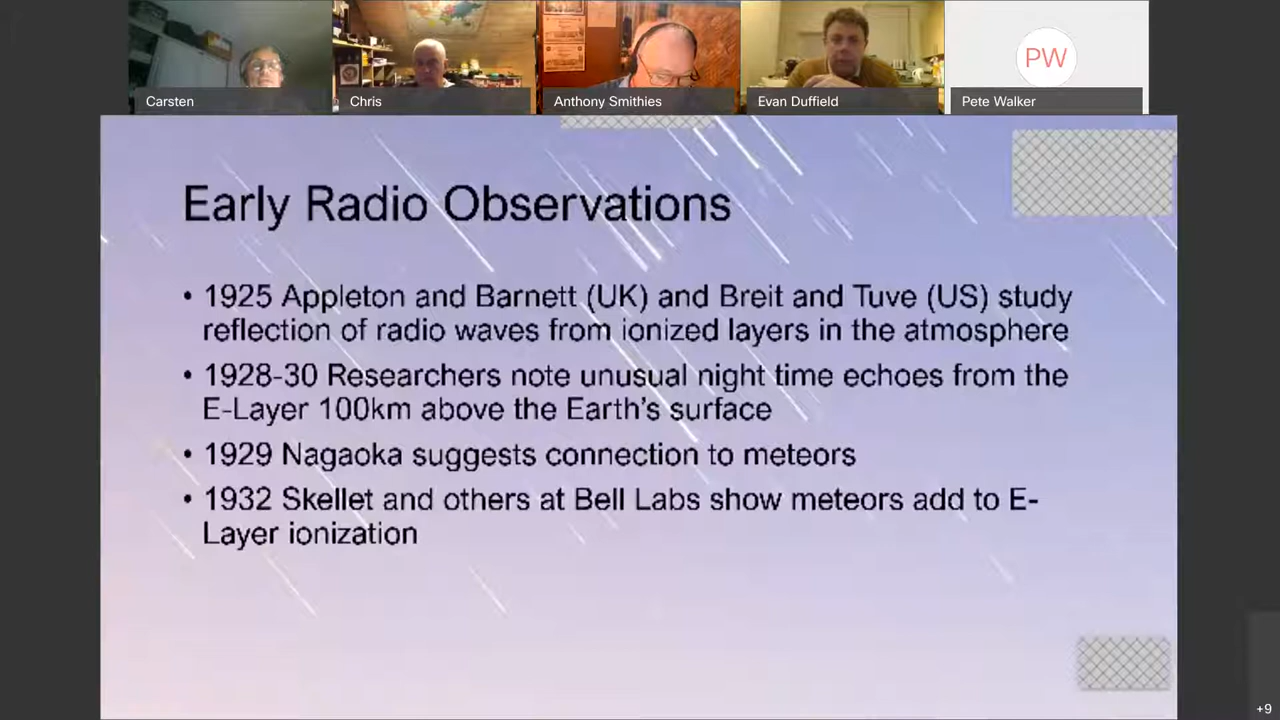 PW
Carsten
Chris
Anthony Smithies
Evan Duffield
Pete Walker
Early Radio Observations
• 1925 Appleton and Barnett (UK) and Breit and Tuve (US) study
reflection of radio waves from ionized layers in the atmosphere
• 1928-30 Researchers note unusual night time echoes from the
E-Layer 100km above the Earth's surface
• 1929 Nagaoka suggests connection to meteors
• 1932 Skellet and others at Bell Labs show meteors add to E-
Layer ionization
+9